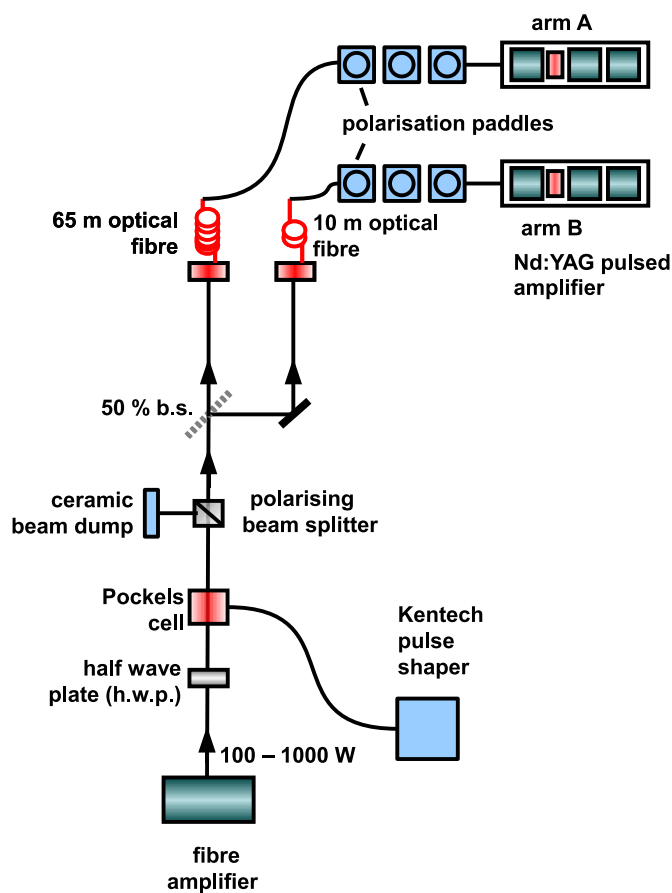 arm A
polarisation paddles
65 m optical
fibre
10 m optical
fibre
arm B
Nd:YAG pulsed
amplifier
50 % b.s.
ceramic
beam dump
polarising
beam splitter
Pockels
cell
Kentech
pulse
shaper
half wave
plate (h.w.p.)
100 – 1000 W
fibre
amplifier